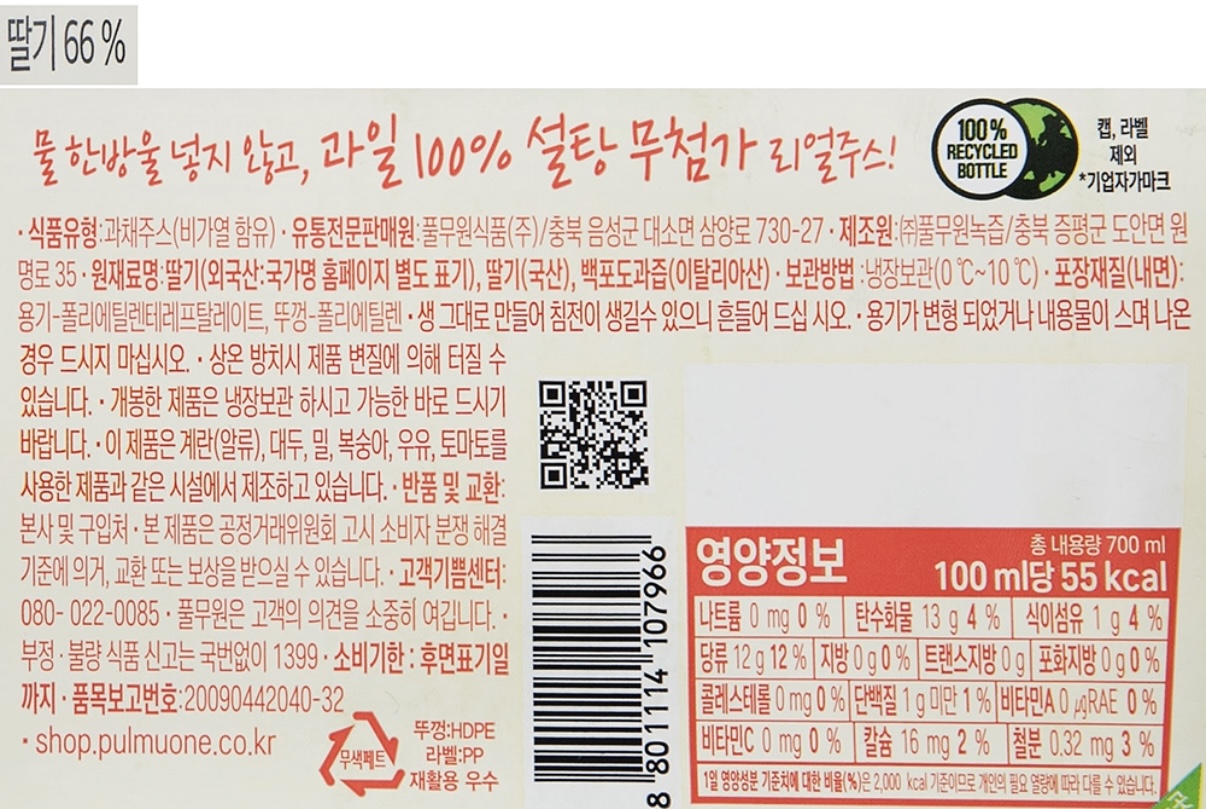 딸기 66 %
물 한방울 넣지 않고, 과일 100% 설탕 무첨가 리얼주스!
100%
RECYCLED
BOTTLE
캡, 라벨
제외
*기업자가마크
· 식품유형:과채주스(비가열 함유) · 유통전문판매원:풀무원식품(주)/충북 음성군 대소면 삼양로 730-27 · 제조원:㈜풀무원녹즙/충북 증평군 도안면 원
명로 35 · 원재료명:딸기(외국산:국가명 홈페이지 별도 표기), 딸기(국산), 백포도과즙(이탈리아산) · 보관방법 :냉장보관(0 ℃~10 ℃) · 포장재질(내면):
용기-폴리에틸렌테레프탈레이트, 뚜껑-폴리에틸렌 · 생 그대로 만들어 침전이 생길수 있으니 흔들어 드십 시오. · 용기가 변형 되었거나 내용물이 스며 나온
경우 드시지 마십시오. · 상온 방치시 제품 변질에 의해 터질 수
있습니다. · 개봉한 제품은 냉장보관 하시고 가능한 바로 드시기
바랍니다. · 이 제품은 계란(알류), 대두, 밀, 복숭아, 우유, 토마토를
사용한 제품과 같은 시설에서 제조하고 있습니다. · 반품 및 교환:
본사 및 구입처 · 본 제품은 공정거래위원회 고시 소비자 분쟁 해결
기준에 의거, 교환 또는 보상을 받으실 수 있습니다. · 고객기쁨센터:
080- 022-0085 · 풀무원은 고객의 의견을 소중히 여깁니다. ·
부정 · 불량 식품 신고는 국번없이 1399 · 소비기한 : 후면표기일
까지 · 품목보고번호:20090442040-32
· shop.pulmuone.co.kr
무색페트
뚜껑:HDPE
라벨:PP
재활용 우수
8 801114 107966
영양정보
총 내용량 700 ml
100 ml당 55 kcal
나트륨 0 mg 0 % 탄수화물 13 g 4 % 식이섬유 1 g 4 %
당류 12 g 12 % 지방 0 g 0 % 트랜스지방 0 g 포화지방 0 g 0 %
콜레스테롤 0 mg 0 % 단백질 1 g 미만 1 % 비타민A 0 μgRAE 0 %
비타민C 0 mg 0 % 칼슘 16 mg 2 % 철분 0.32 mg 3 %
1일 영양성분 기준치에 대한 비율(%)은 2,000 kcal 기준이므로 개인의 필요 열량에 따라 다를 수 있습니다.